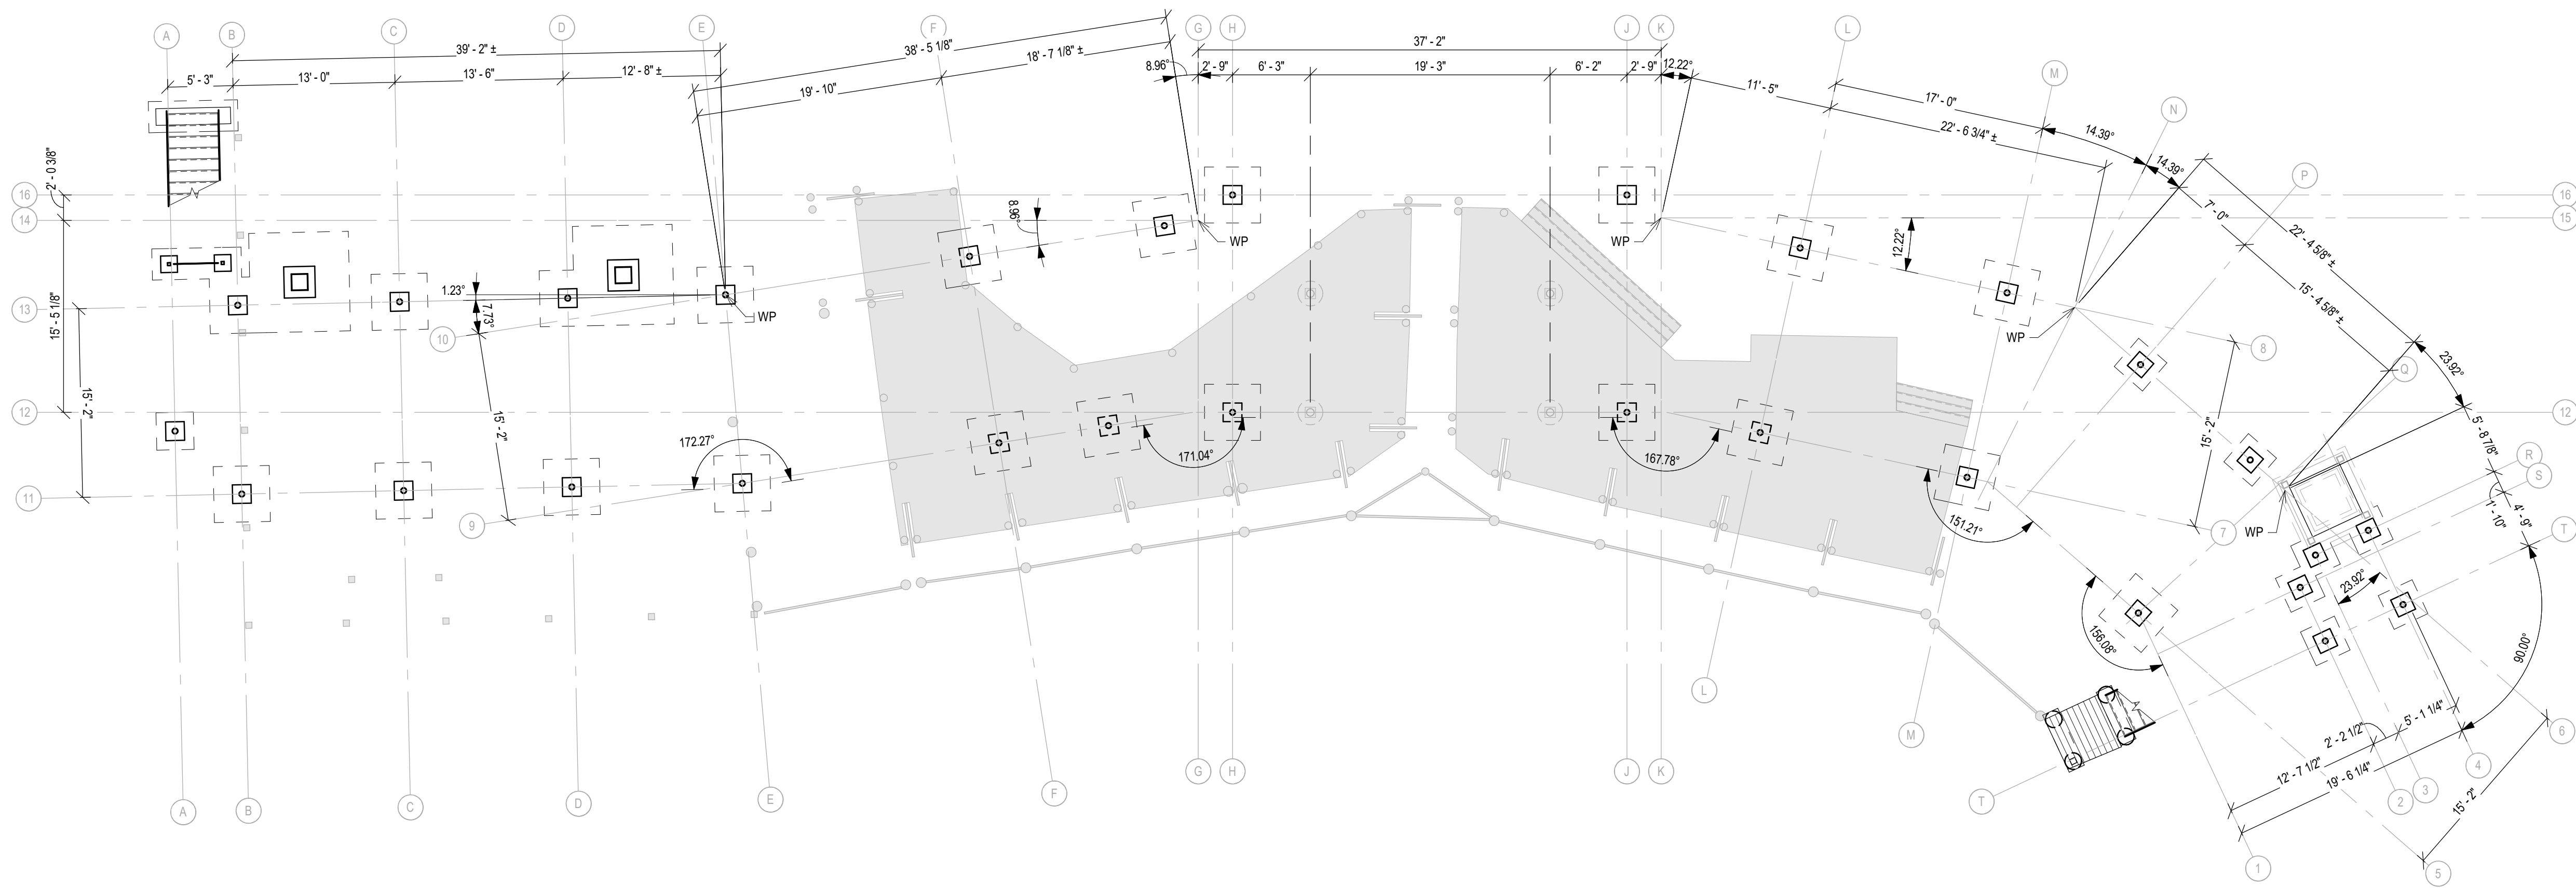 A
B
C
D
E
F
G
H
J
K
L
M
N
P
39' - 2" ±
38' - 5 1/8"
37' - 2"
5' - 3"
13' - 0"
13' - 6"
12' - 8" ±
19' - 10"
18' - 7 1/8" ±
8.96°
2' - 9"
6' - 3"
19' - 3"
6' - 2"
2' - 9"
12.22°
11' - 5"
17' - 0"
22' - 6 3/4" ±
14.39°
14.39°
7' - 0"
22' - 4 5/8" ±
15' - 4 5/8" ±
23.92°
2' - 0 3/8"
16
14
13
12
11
10
9
16
15
12
15' - 5 1/8"
15' - 2"
1.23°
7.73°
15' - 2"
WP
172.27°
8.96°
WP
171.04°
WP
167.78°
12.22°
WP
8
15' - 2"
7
151.21°
Q
5' - 8 7/8"
R
S
1' - 10"
4' - 9"
T
WP
23.92°
156.08°
90.00°
5' - 1 1/4"
2' - 2 1/2"
12' - 7 1/2"
19' - 6 1/4"
15' - 2"
6
4
3
2
5
1
A
B
C
D
E
F
G
H
J
K
L
M
T